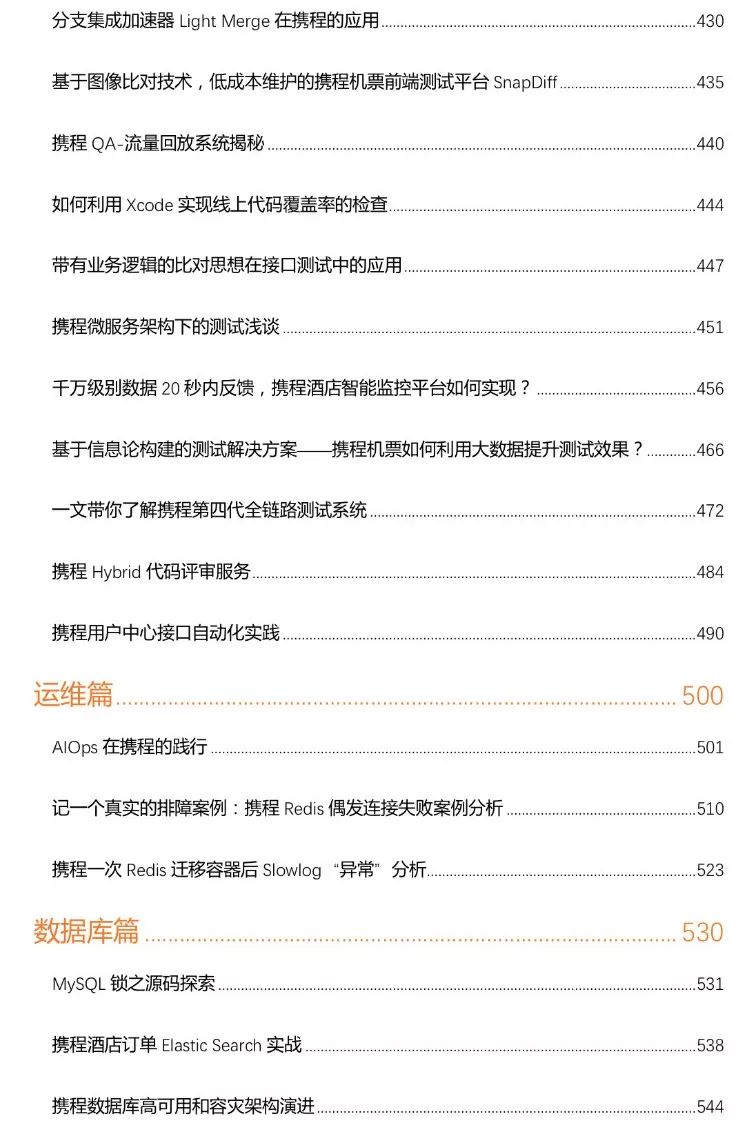 分支集成加速器 Light Merge 在携程的应用........430
基于图像比对技术，低成本维护的携程机票前端测试平台 SnapDiff........435
携程 QA-流量回放系统揭秘........440
如何利用 Xcode 实现线上代码覆盖率的检查........444
带有业务逻辑的比对思想在接口测试中的应用........447
携程微服务架构下的测试浅谈........451
千万级别数据 20 秒内反馈，携程酒店智能监控平台如何实现？........456
基于信息论构建的测试解决方案——携程机票如何利用大数据提升测试效果？........466
一文带你了解携程第四代全链路测试系统........472
携程 Hybrid 代码评审服务........484
携程用户中心接口自动化实践........490
运维篇........500
AIOps 在携程的践行........501
记一个真实的排障案例：携程 Redis 偶发连接失败案例分析........510
携程一次 Redis 迁移容器后 Slowlog “异常” 分析........523
数据库篇........530
MySQL 锁之源码探索........531
携程酒店订单 Elastic Search 实战........538
携程数据库高可用和容灾架构演进........544